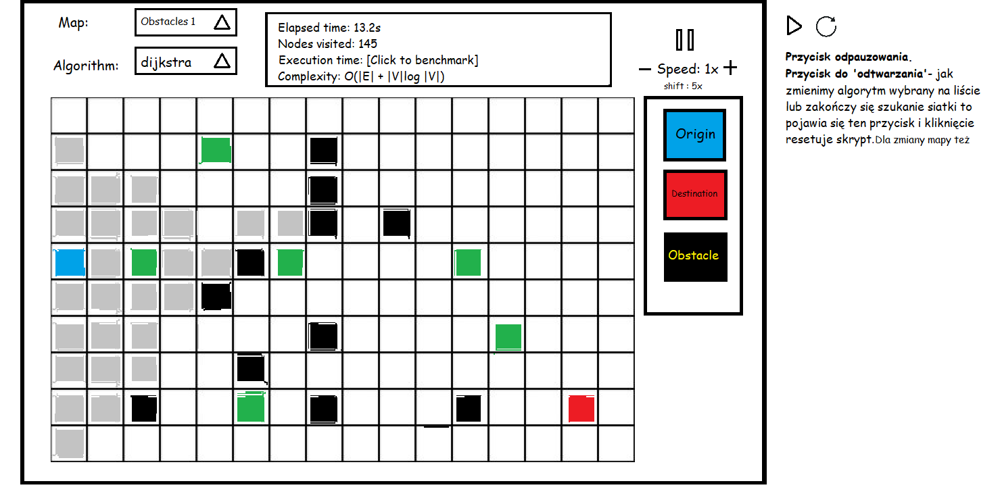 Map:
Obstacles 1
Algorithm:
dijkstra
Elapsed time: 13.2s
Nodes visited: 145
Execution time: [Click to benchmark]
Complexity: O(|E| + |V|log |V|)
— Speed: 1x +
shift : 5x
Origin
Destination
Obstacle
Przycisk odpauzowania.
Przycisk do 'odtwarzania'- jak
zmienimy algorytm wybrany na liście
lub zakończy się szukanie siatki to
pojawia się ten przycisk i kliknięcie
resetuje skrypt.Dla zmiany mapy też